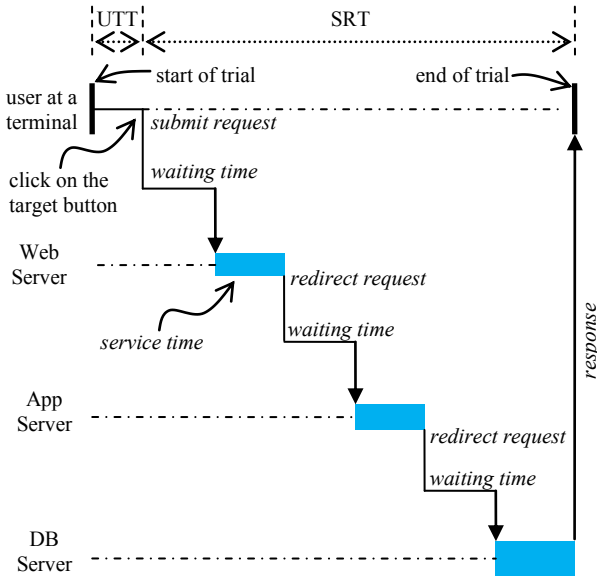 UTT
SRT
start of trial
end of trial
user at a
terminal
submit request
click on the
target button
waiting time
Web
Server
redirect request
service time
waiting time
response
App
Server
redirect request
waiting time
DB
Server